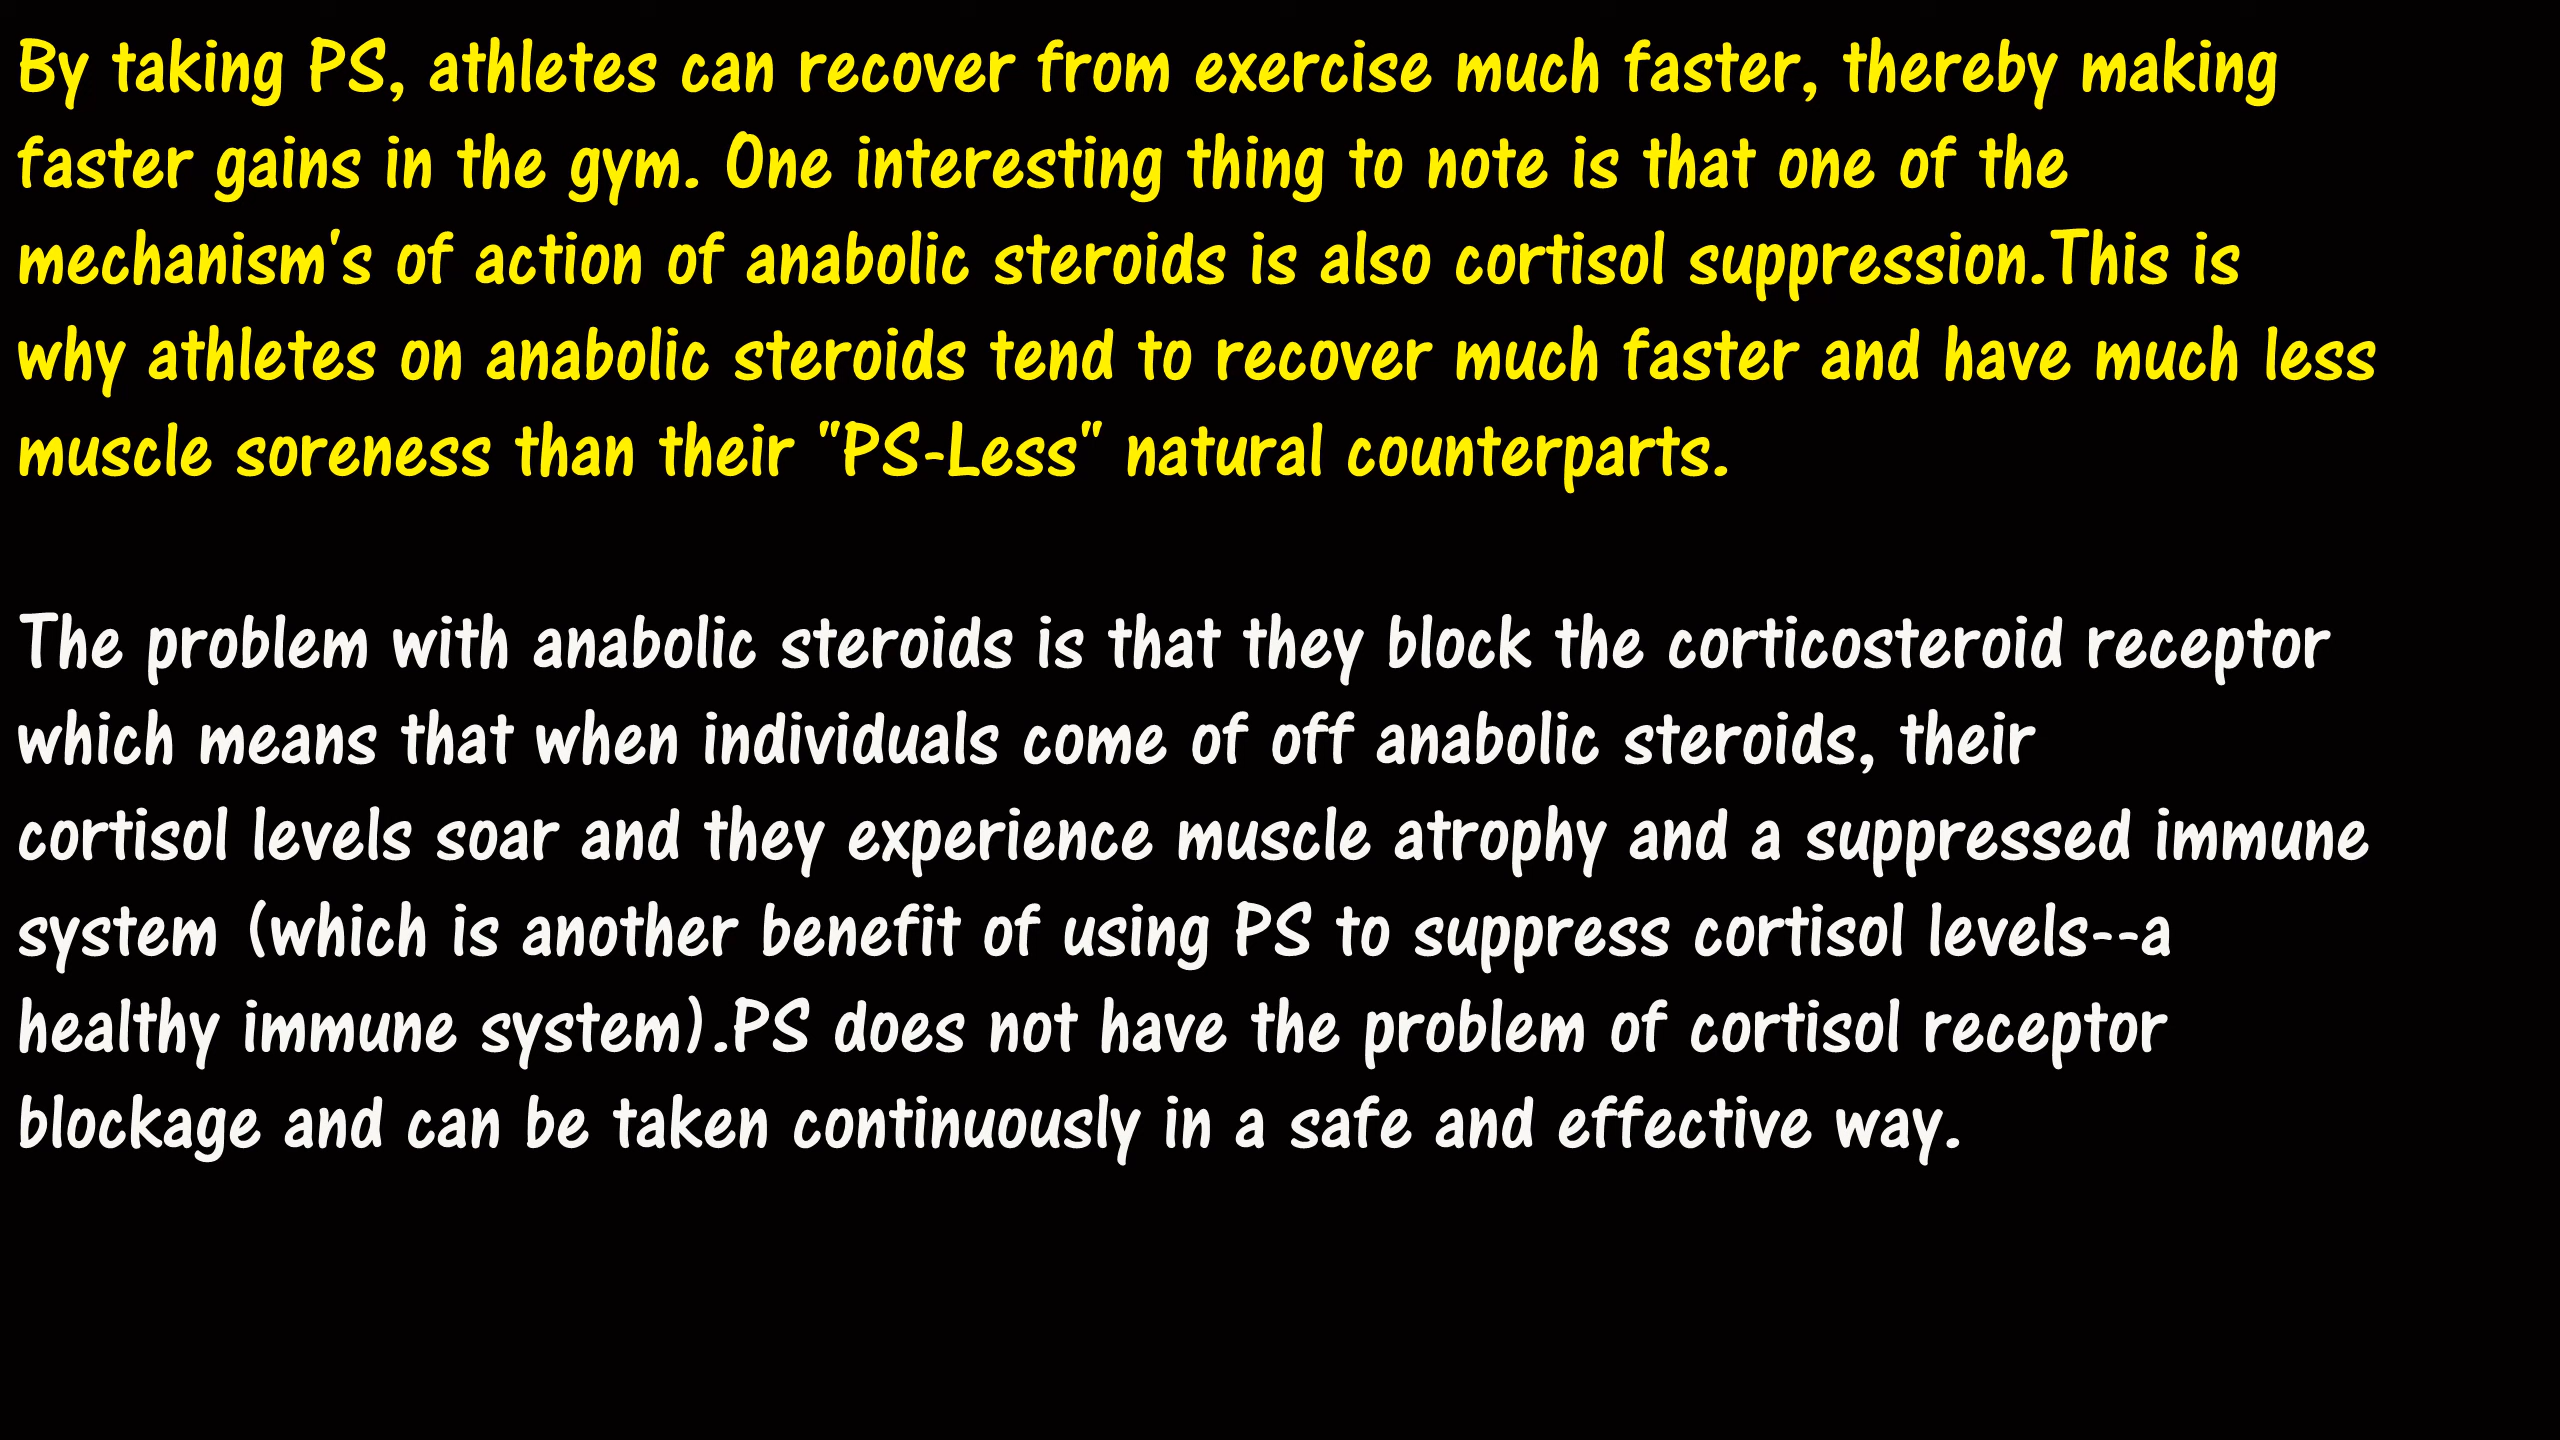 By taking PS, athletes can recover from exercise much faster, thereby making
faster gains in the gym. One interesting thing to note is that one of the
mechanism's of action of anabolic steroids is also cortisol suppression.This is
why athletes on anabolic steroids tend to recover much faster and have much less
muscle soreness than their "PS-Less" natural counterparts.
The problem with anabolic steroids is that they block the corticosteroid receptor
which means that when individuals come of off anabolic steroids, their
cortisol levels soar and they experience muscle atrophy and a suppressed immune
system (which is another benefit of using PS to suppress cortisol levels--a
healthy immune system).PS does not have the problem of cortisol receptor
blockage and can be taken continuously in a safe and effective way.